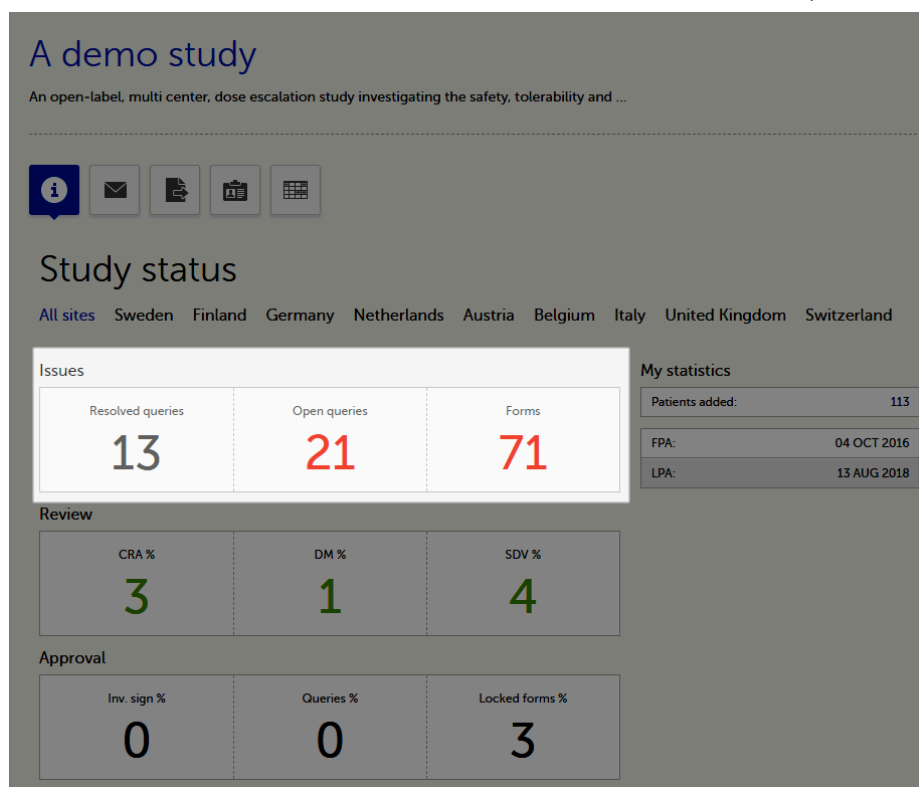 A demo study
An open-label, multi center, dose escalation study investigating the safety, tolerability and ...
Study status
All sites Sweden Finland Germany Netherlands Austria Belgium Italy United Kingdom Switzerland
Issues
Resolved queries Open queries Forms
13 21 71
My statistics
Patients added: 113
FPA: 04 OCT 2016
LPA: 13 AUG 2018
Review
CRA % DM % SDV %
3 1 4
Approval
Inv. sign % Queries % Locked forms %
0 0 3